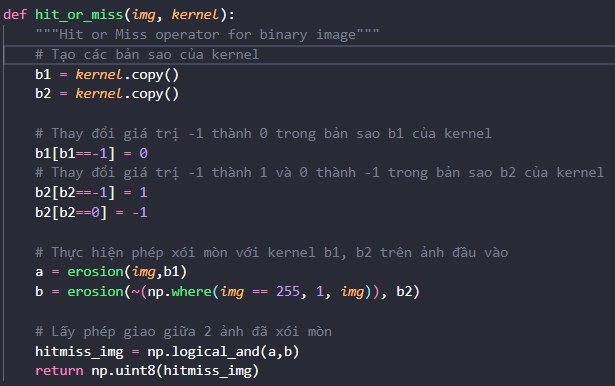 def hit_or_miss(img, kernel):
    """Hit or Miss operator for binary image"""
    # Tạo các bản sao của kernel
    b1 = kernel.copy()
    b2 = kernel.copy()

    # Thay đổi giá trị -1 thành 0 trong bản sao b1 của kernel
    b1[b1==-1] = 0
    # Thay đổi giá trị -1 thành 1 và 0 thành -1 trong bản sao b2 của kernel
    b2[b2==-1] = 1
    b2[b2==0] = -1

    # Thực hiện phép xói mòn với kernel b1, b2 trên ảnh đầu vào
    a = erosion(img,b1)
    b = erosion(~(np.where(img == 255, 1, img)), b2)

    # Lấy phép giao giữa 2 ảnh đã xói mòn
    hitmiss_img = np.logical_and(a,b)
    return np.uint8(hitmiss_img)